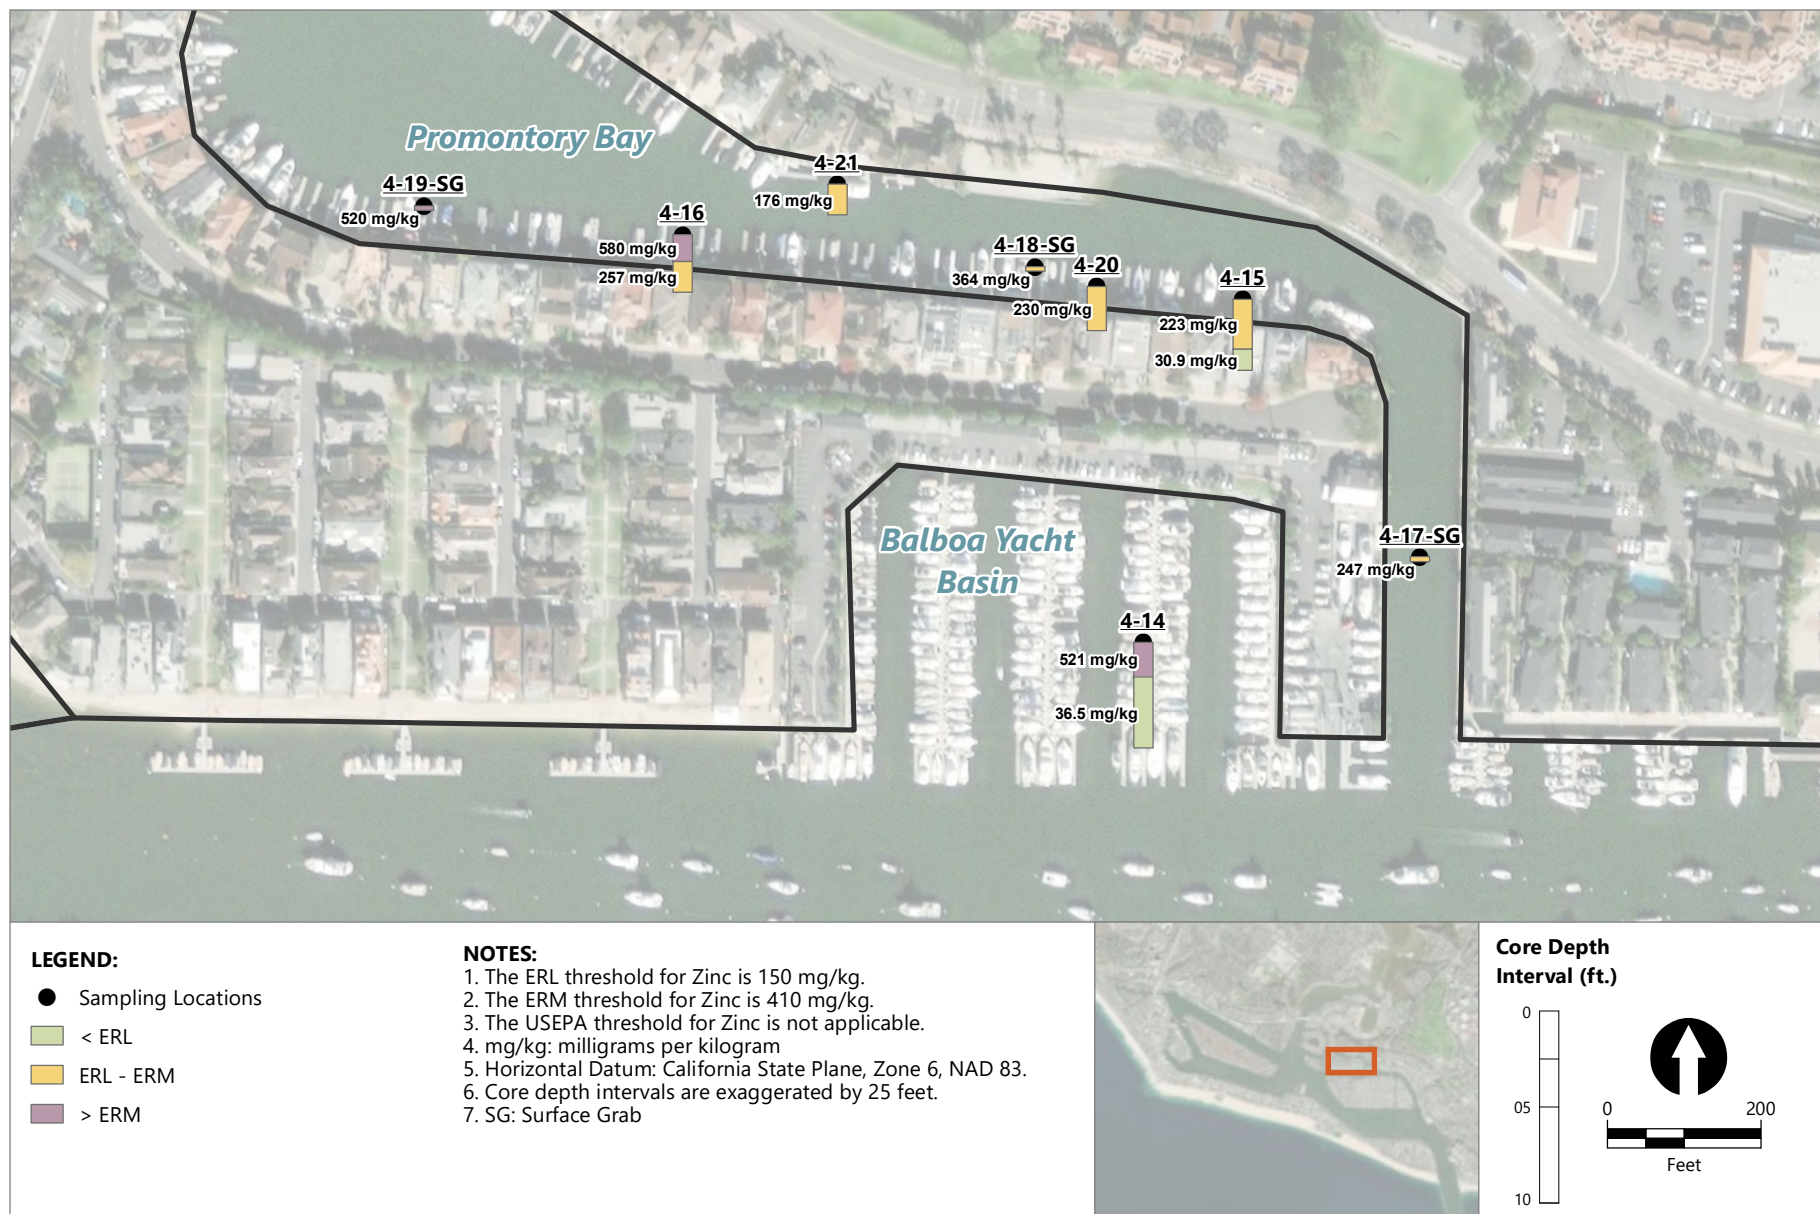 Promontory Bay
4-21
176 mg/kg
4-19-SG
520 mg/kg
4-16
580 mg/kg
257 mg/kg
4-18-SG
364 mg/kg
4-20
230 mg/kg
4-15
223 mg/kg
30.9 mg/kg
Balboa Yacht
Basin
4-17-SG
247 mg/kg
4-14
521 mg/kg
36.5 mg/kg
LEGEND:
Sampling Locations
< ERL
ERL - ERM
> ERM
NOTES:
1. The ERL threshold for Zinc is 150 mg/kg.
2. The ERM threshold for Zinc is 410 mg/kg.
3. The USEPA threshold for Zinc is not applicable.
4. mg/kg: milligrams per kilogram
5. Horizontal Datum: California State Plane, Zone 6, NAD 83.
6. Core depth intervals are exaggerated by 25 feet.
7. SG: Surface Grab
Core Depth
Interval (ft.)
0
05
10
0 200
Feet